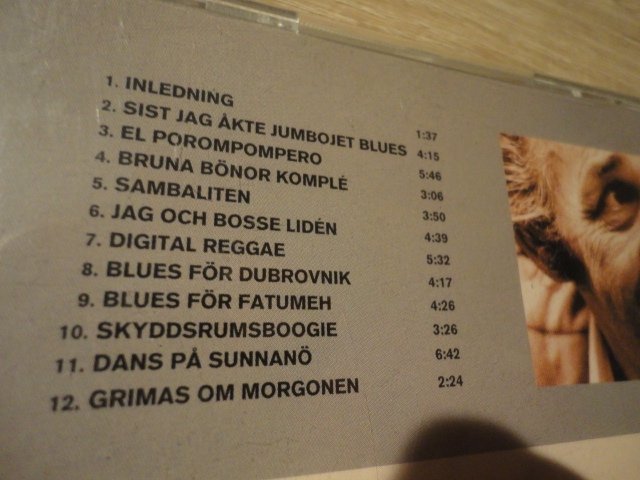 1. INLEDNING 1:37
2. SIST JAG ÅKTE JUMBOJET BLUES 4:15
3. EL POROMPOMPERO 5:46
4. BRUNA BÖNOR KOMPLÉ 3:06
5. SAMBALITEN 3:50
6. JAG OCH BOSSE LIDÉN 4:39
7. DIGITAL REGGAE 5:32
8. BLUES FÖR DUBROVNIK 4:17
9. BLUES FÖR FATUMEH 4:26
10. SKYDDSRUMSBOOGIE 3:26
11. DANS PÅ SUNNANÖ 6:42
12. GRIMAS OM MORGONEN 2:24